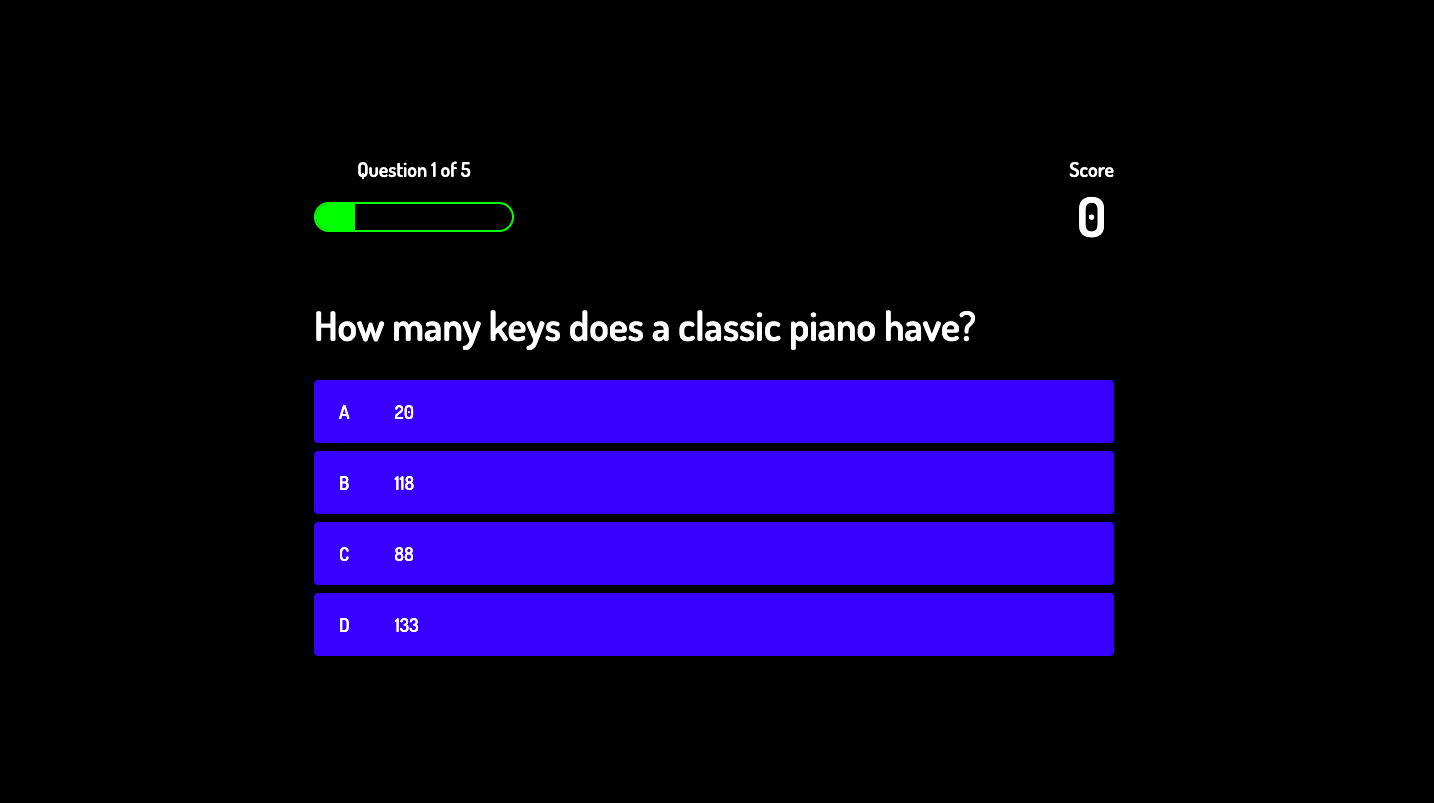 Question 1 of 5
Score
0
How many keys does a classic piano have?
A 20
B 118
C 88
D 133